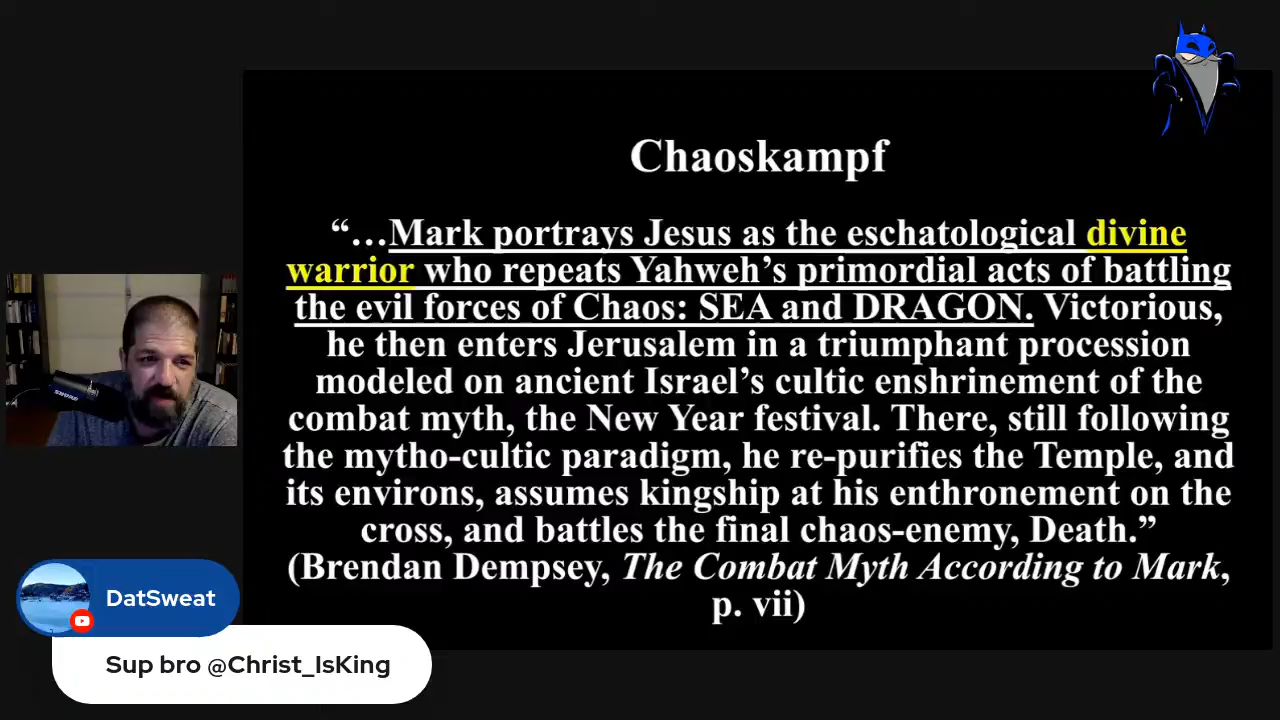 Chaoskampf
“…Mark portrays Jesus as the eschatological divine
warrior who repeats Yahweh’s primordial acts of battling
the evil forces of Chaos: SEA and DRAGON. Victorious,
he then enters Jerusalem in a triumphant procession
modeled on ancient Israel’s cultic enshrinement of the
combat myth, the New Year festival. There, still following
the mytho-cultic paradigm, he re-purifies the Temple, and
its environs, assumes kingship at his enthronement on the
cross, and battles the final chaos-enemy, Death.”
(Brendan Dempsey, The Combat Myth According to Mark,
p. vii)
DatSweat
Sup bro @Christ_IsKing